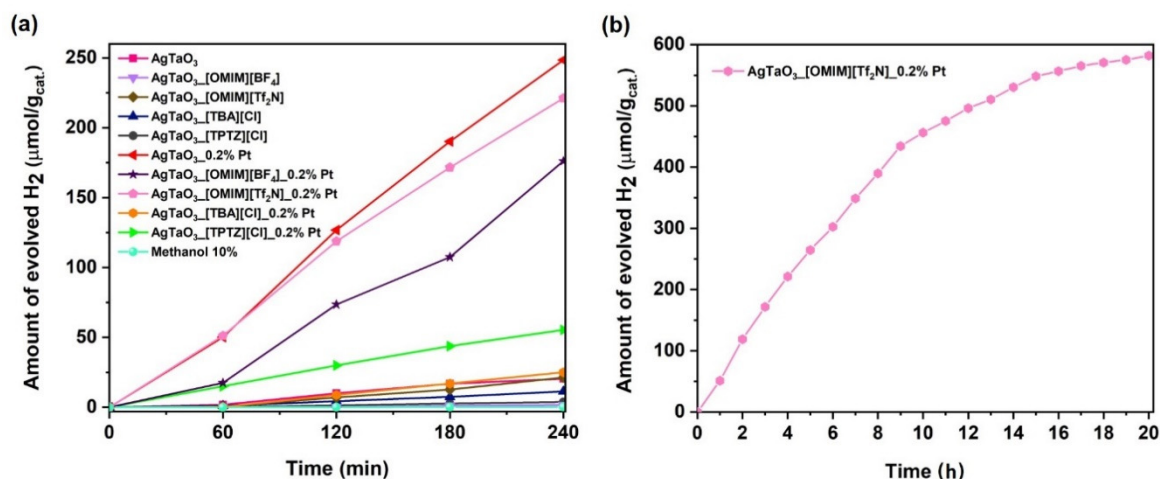 (a)
Amount of evolved H₂ (μmol/gcat.)
250
200
150
100
50
0
AgTaO₃
AgTaO₃_[OMIM][BF₄]
AgTaO₃_[OMIM][Tf₂N]
AgTaO₃_[TBA][Cl]
AgTaO₃_[TPTZ][Cl]
AgTaO₃_0.2% Pt
AgTaO₃_[OMIM][BF₄]_0.2% Pt
AgTaO₃_[OMIM][Tf₂N]_0.2% Pt
AgTaO₃_[TBA][Cl]_0.2% Pt
AgTaO₃_[TPTZ][Cl]_0.2% Pt
Methanol 10%
0 60 120 180 240
Time (min)
(b)
Amount of evolved H₂ (μmol/gcat.)
600
500
400
300
200
100
0
AgTaO₃_[OMIM][Tf₂N]_0.2% Pt
0 2 4 6 8 10 12 14 16 18 20
Time (h)